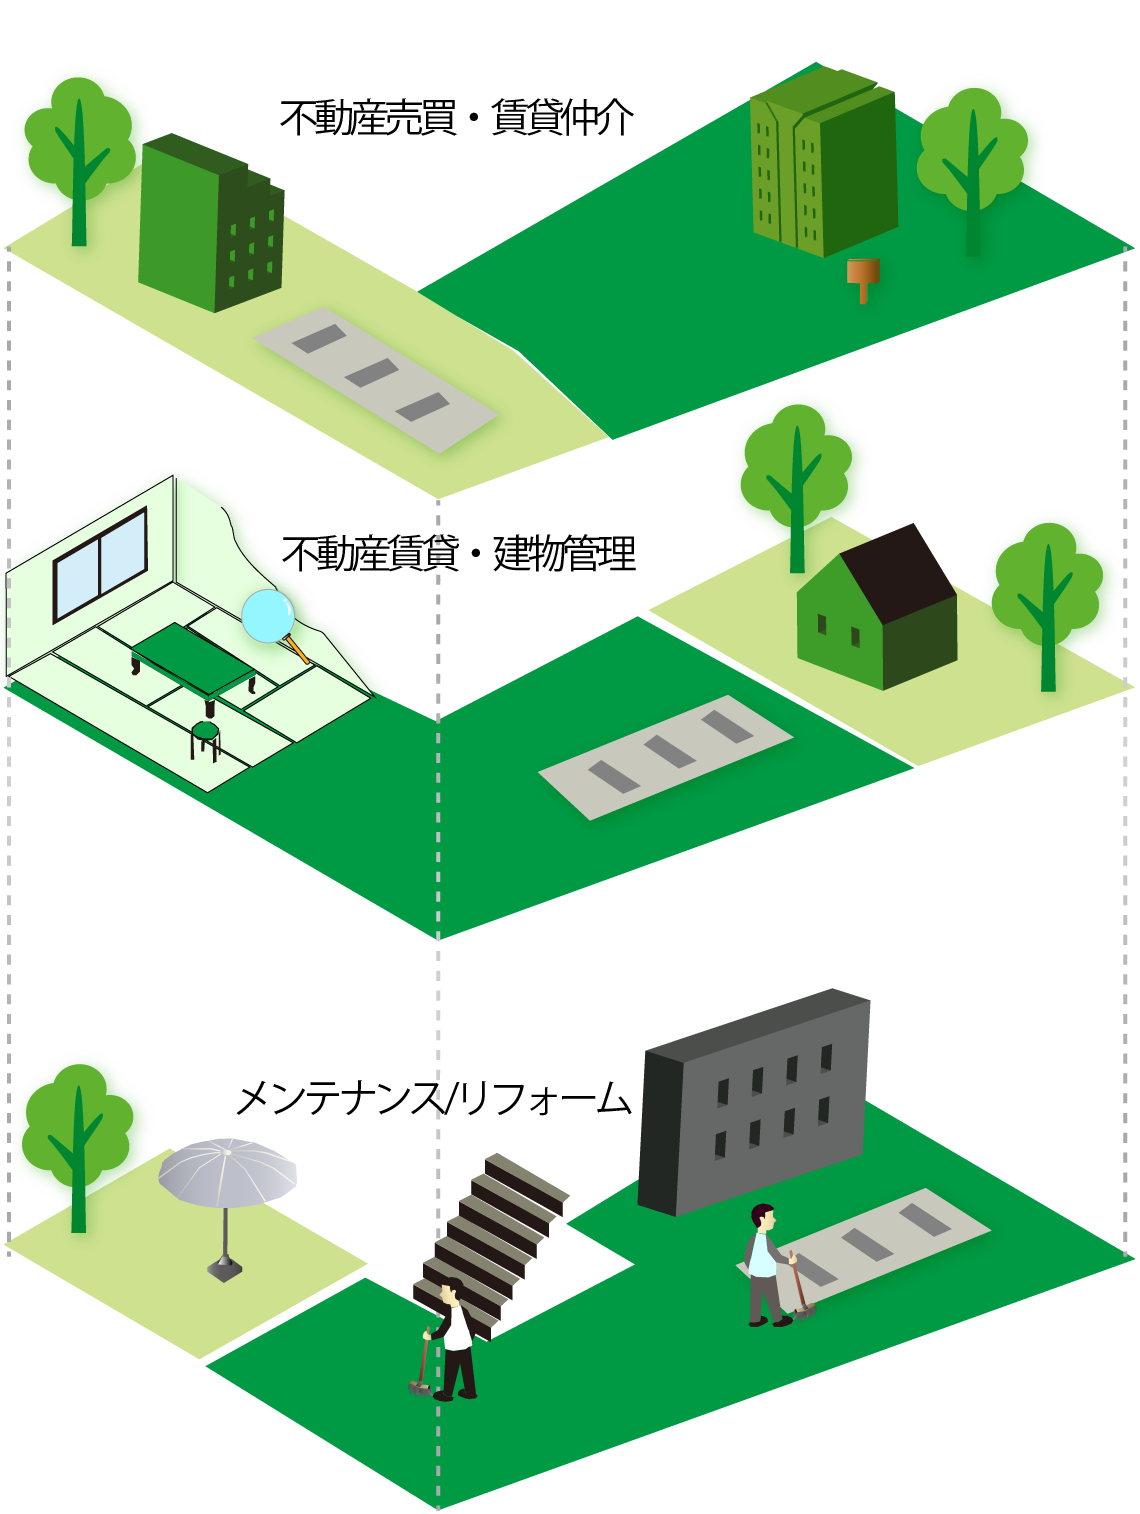 不動産売買・賃貸仲介
不動産賃貸・建物管理
メンテナンス/リフォーム